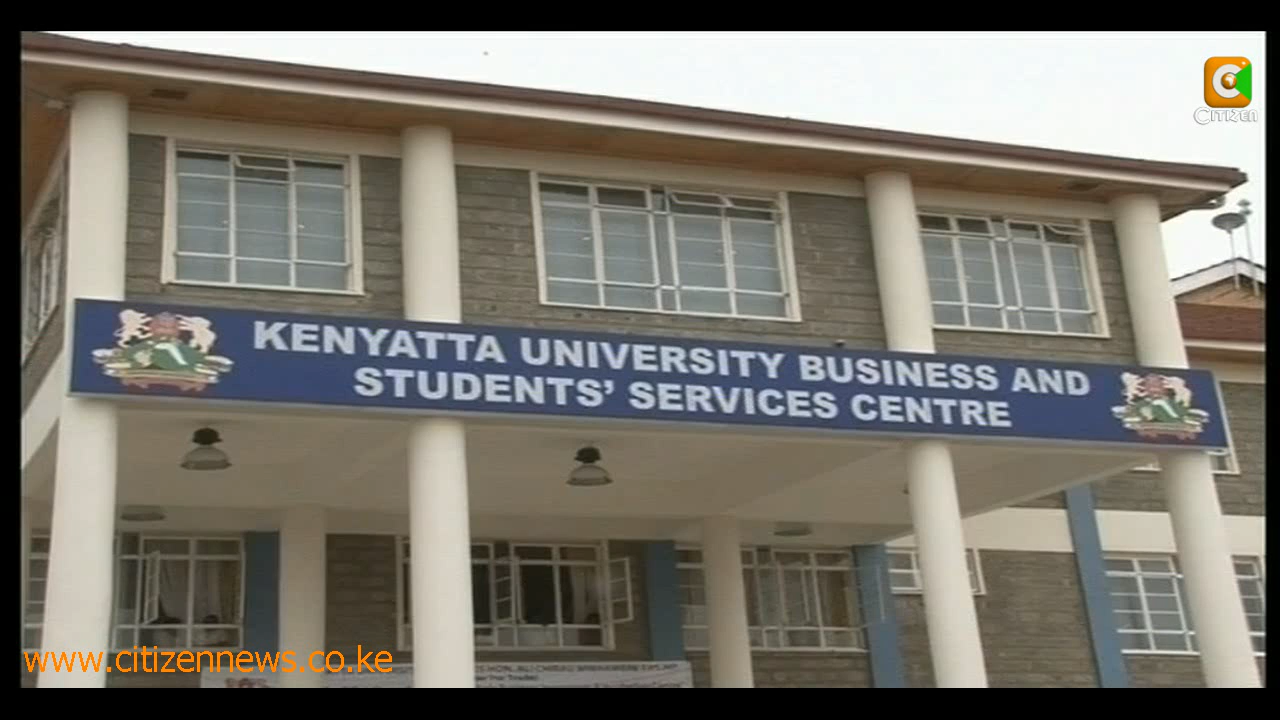 CITIZEN
KENYATTA UNIVERSITY BUSINESS AND
STUDENTS' SERVICES CENTRE
www.citizennews.co.ke